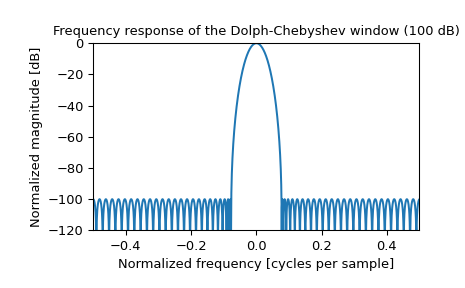 Frequency response of the Dolph-Chebyshev window (100 dB)
Normalized magnitude [dB]
0
−20
−40
−60
−80
−100
−120
−0.4 −0.2 0.0 0.2 0.4
Normalized frequency [cycles per sample]